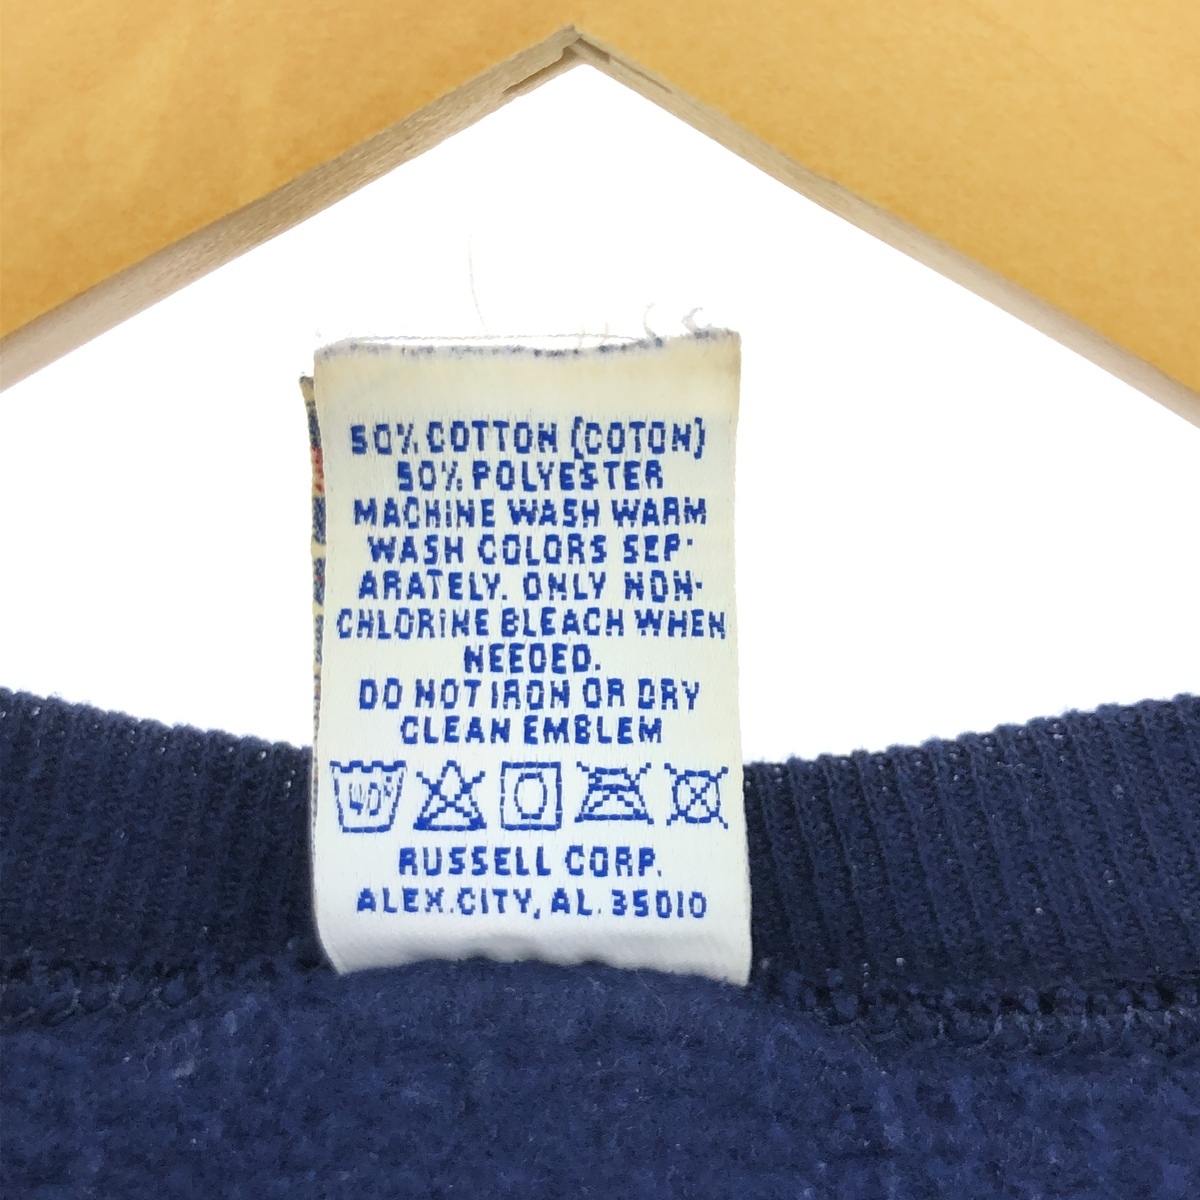 50% COTTON (COTON)
50% POLYESTER
MACHINE WASH WARM
WASH COLORS SEP-
ARATELY. ONLY NON-
CHLORINE BLEACH WHEN
NEEDED.
DO NOT IRON OR DRY
CLEAN EMBLEM
40°
RUSSELL CORP.
ALEX.CITY, AL. 35010